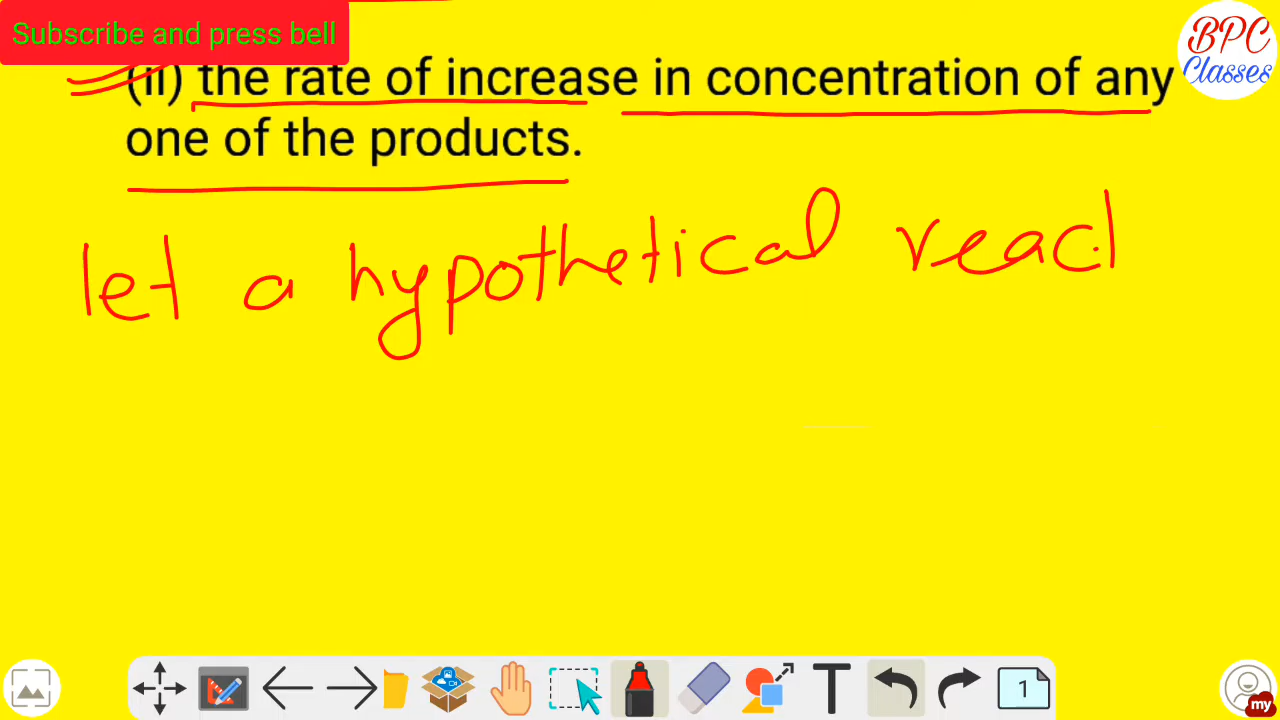 Subscribe and press bell
BPC
Classes
(ii) the rate of increase in concentration of any
one of the products.
let a hypothetical reac
1
my